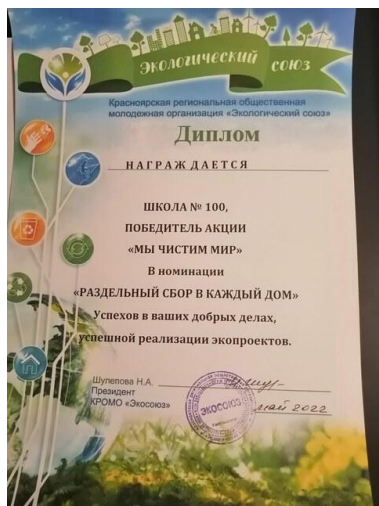 Экологический союз
Красноярская региональная общественная
молодежная организация «Экологический союз»
Диплом
НАГРАЖДАЕТСЯ
ШКОЛА № 100,
ПОБЕДИТЕЛЬ АКЦИИ
«МЫ ЧИСТИМ МИР»
В номинации
«РАЗДЕЛЬНЫЙ СБОР В КАЖДЫЙ ДОМ»
Успехов в ваших добрых делах,
успешной реализации экопроектов.
Шулепова Н.А.
Президент
КРОМО «Экосоюз»
ЭКОСОЮЗ
май 2022